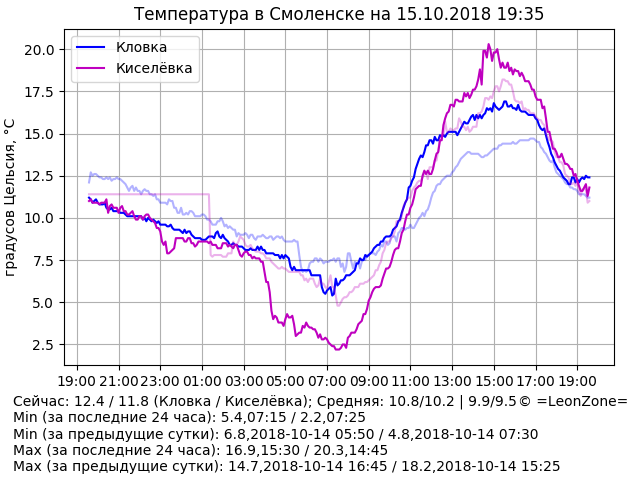 Температура в Смоленске на 15.10.2018 19:35
градусов Цельсия, °C
20.0
17.5
15.0
12.5
10.0
7.5
5.0
2.5
Кловка
Киселёвка
19:00 21:00 23:00 01:00 03:00 05:00 07:00 09:00 11:00 13:00 15:00 17:00 19:00
Сейчас: 12.4 / 11.8 (Кловка / Киселёвка); Средняя: 10.8/10.2 | 9.9/9.5© =LeonZone=
Min (за последние 24 часа): 5.4,07:15 / 2.2,07:25
Min (за предыдущие сутки): 6.8,2018-10-14 05:50 / 4.8,2018-10-14 07:30
Max (за последние 24 часа): 16.9,15:30 / 20.3,14:45
Max (за предыдущие сутки): 14.7,2018-10-14 16:45 / 18.2,2018-10-14 15:25